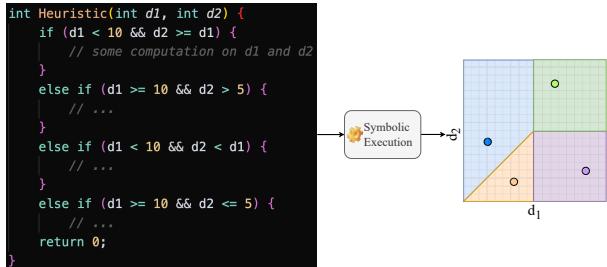 int Heuristic(int d1, int d2) {
    if (d1 < 10 && d2 >= d1) {
        // some computation on d1 and d2
    }
    else if (d1 >= 10 && d2 > 5) {
        // ...
    }
    else if (d1 < 10 && d2 < d1) {
        // ...
    }
    else if (d1 >= 10 && d2 <= 5) {
        // ...
    return 0;
}
Symbolic
Execution
d2
d1